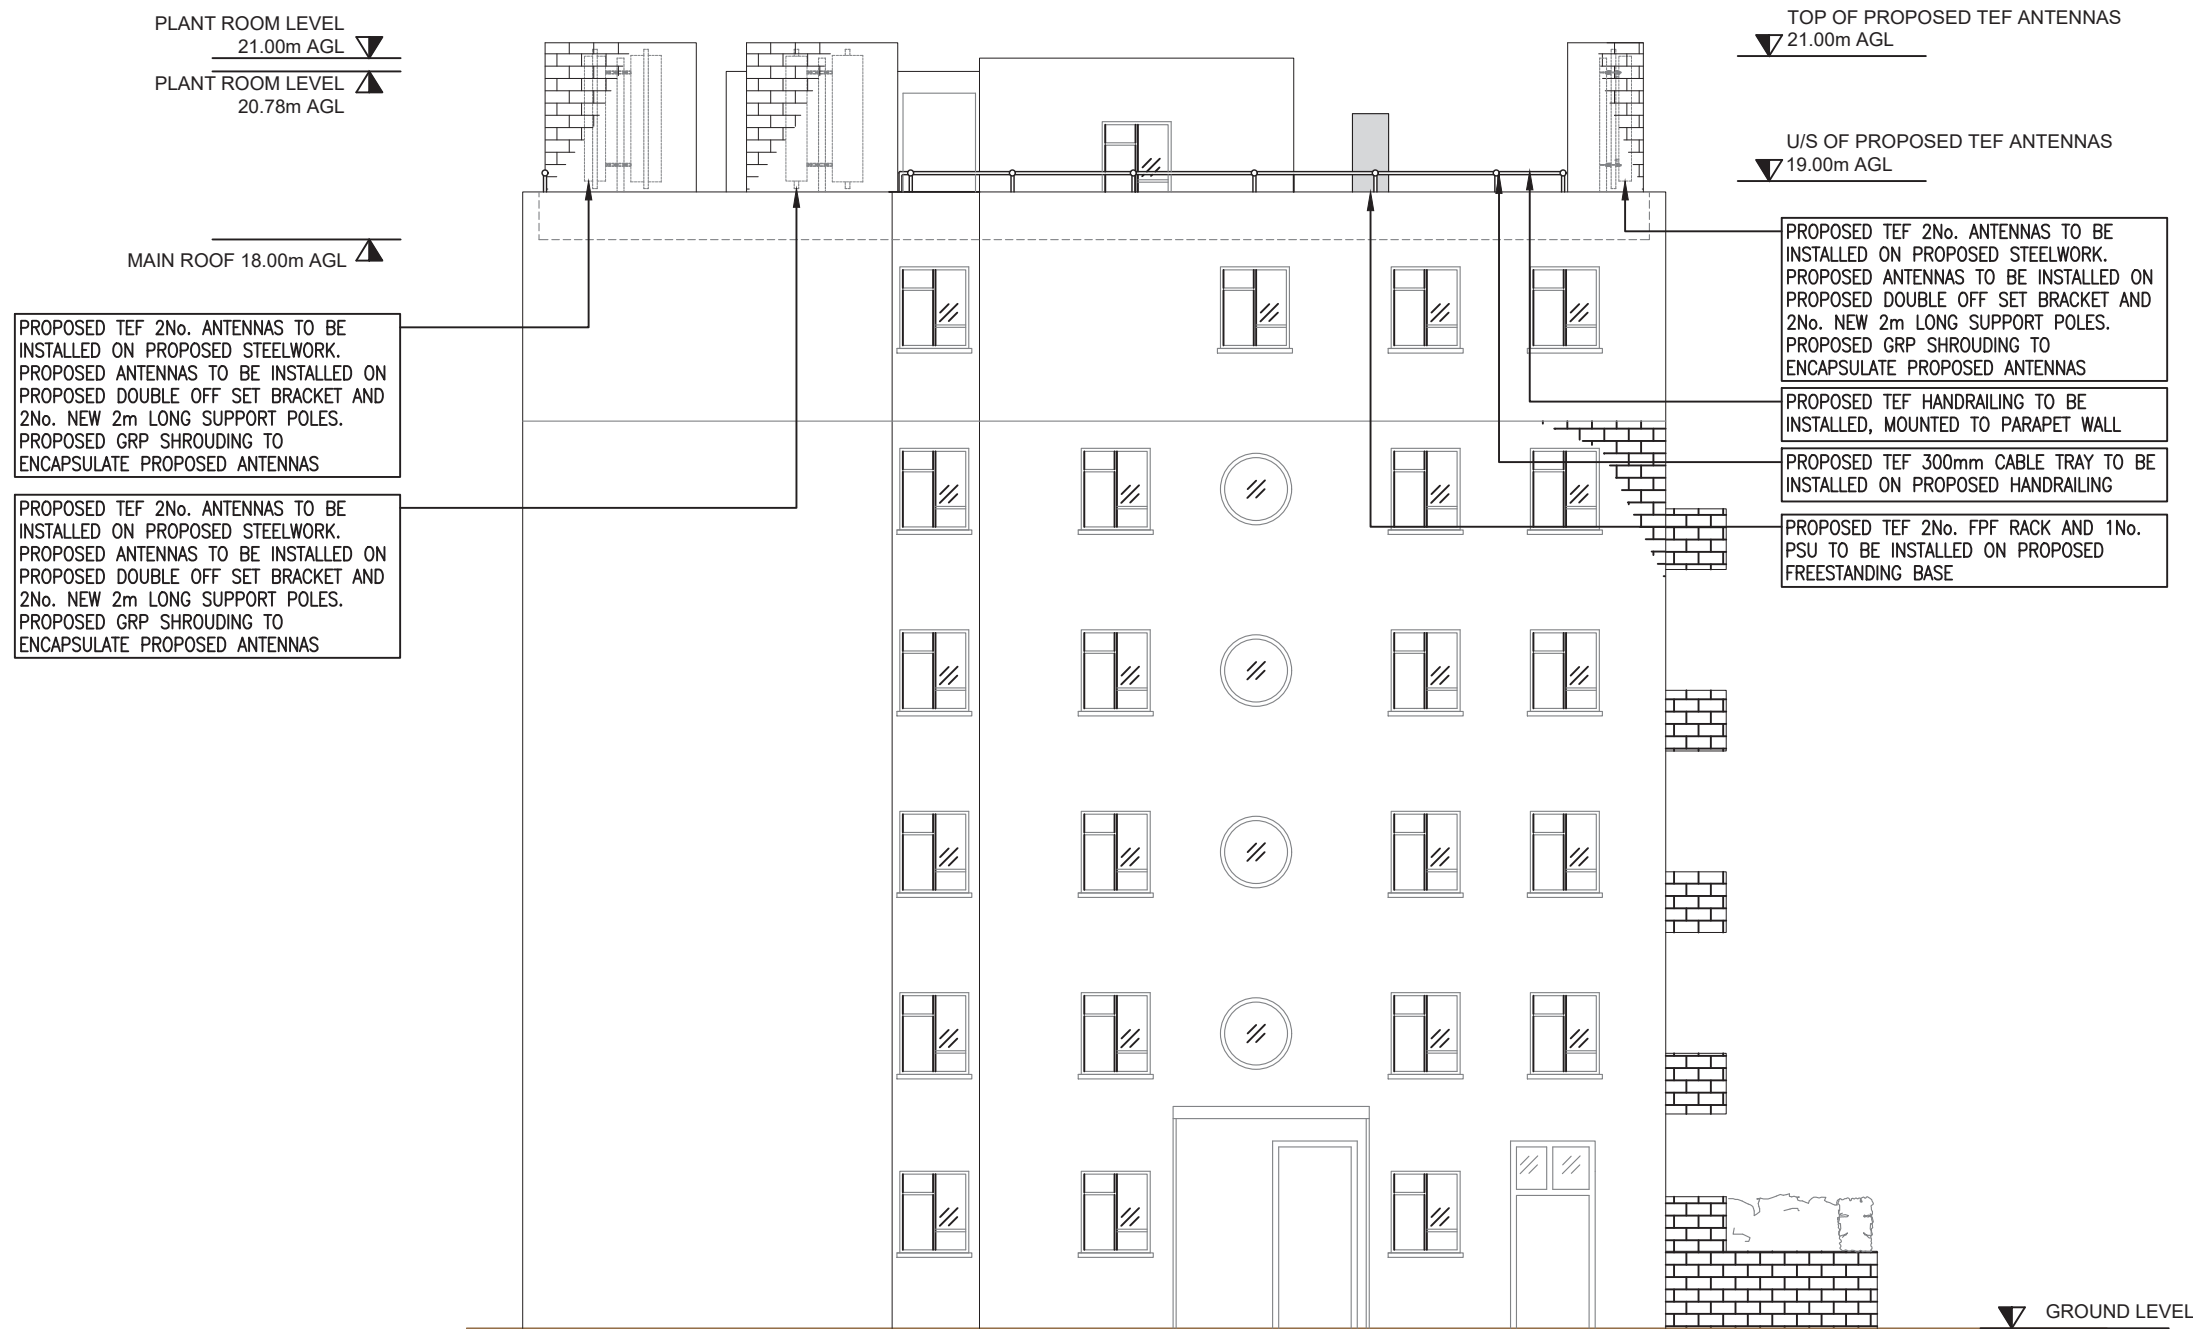 PLANT ROOM LEVEL
21.00m AGL
PLANT ROOM LEVEL
20.78m AGL
MAIN ROOF 18.00m AGL
PROPOSED TEF 2No. ANTENNAS TO BE
INSTALLED ON PROPOSED STEELWORK.
PROPOSED ANTENNAS TO BE INSTALLED ON
PROPOSED DOUBLE OFF SET BRACKET AND
2No. NEW 2m LONG SUPPORT POLES.
PROPOSED GRP SHROUDING TO
ENCAPSULATE PROPOSED ANTENNAS
PROPOSED TEF 2No. ANTENNAS TO BE
INSTALLED ON PROPOSED STEELWORK.
PROPOSED ANTENNAS TO BE INSTALLED ON
PROPOSED DOUBLE OFF SET BRACKET AND
2No. NEW 2m LONG SUPPORT POLES.
PROPOSED GRP SHROUDING TO
ENCAPSULATE PROPOSED ANTENNAS
TOP OF PROPOSED TEF ANTENNAS
21.00m AGL
U/S OF PROPOSED TEF ANTENNAS
19.00m AGL
PROPOSED TEF 2No. ANTENNAS TO BE
INSTALLED ON PROPOSED STEELWORK.
PROPOSED ANTENNAS TO BE INSTALLED ON
PROPOSED DOUBLE OFF SET BRACKET AND
2No. NEW 2m LONG SUPPORT POLES.
PROPOSED GRP SHROUDING TO
ENCAPSULATE PROPOSED ANTENNAS
PROPOSED TEF HANDRAILING TO BE
INSTALLED, MOUNTED TO PARAPET WALL
PROPOSED TEF 300mm CABLE TRAY TO BE
INSTALLED ON PROPOSED HANDRAILING
PROPOSED TEF 2No. FPF RACK AND 1No.
PSU TO BE INSTALLED ON PROPOSED
FREESTANDING BASE
GROUND LEVEL